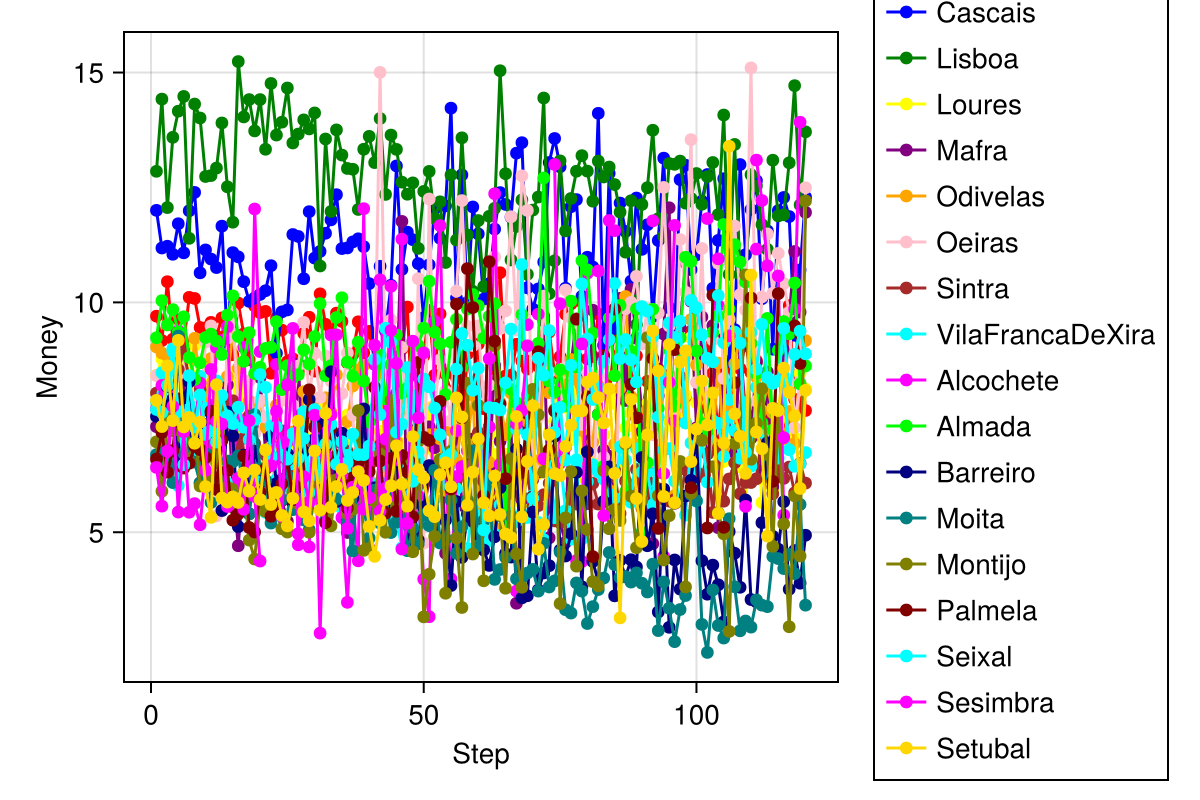 15
10
5
Money
0
50
100
Step
Cascais
Lisboa
Loures
Mafra
Odivelas
Oeiras
Sintra
VilaFrancaDeXira
Alcochete
Almada
Barreiro
Moita
Montijo
Palmela
Seixal
Sesimbra
Setubal